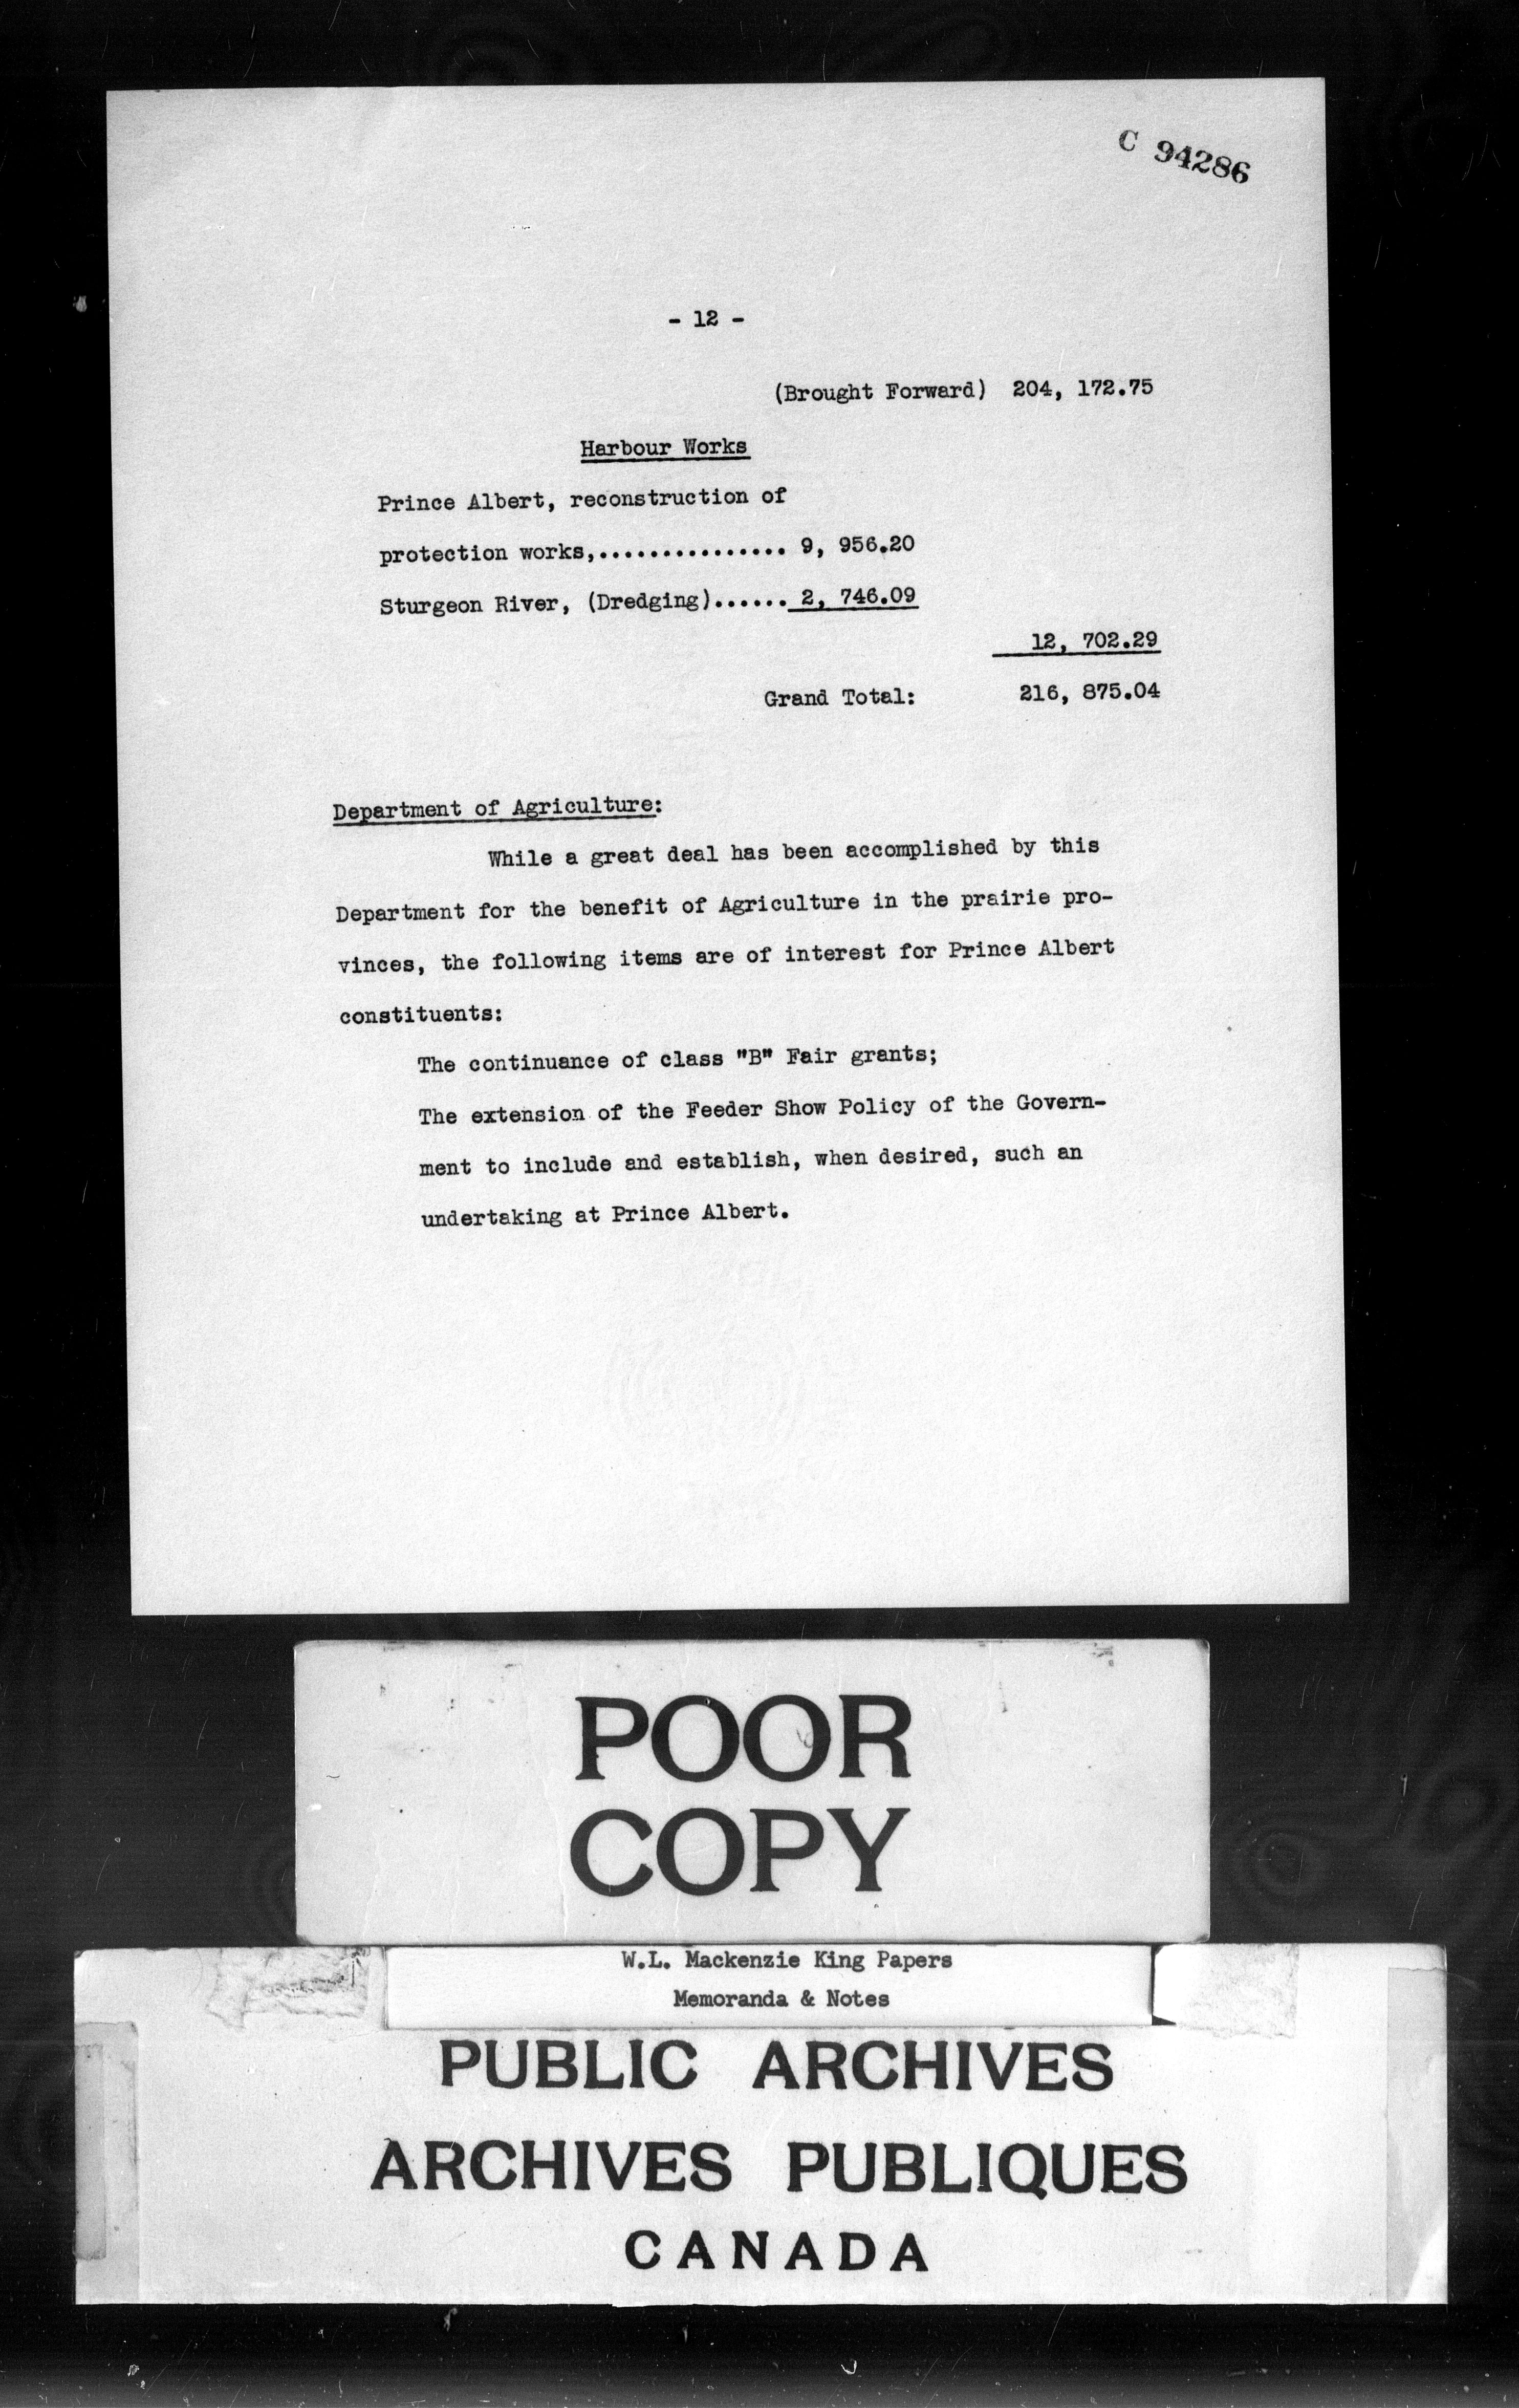 C 94286
- 12 -
(Brought Forward) 204, 172.75
Harbour Works
Prince Albert, reconstruction of
protection works,............... 9, 956.20
Sturgeon River, (Dredging)...... 2, 746.09
12, 702.29
Grand Total: 216, 875.04
Department of Agriculture:
While a great deal has been accomplished by this
Department for the benefit of Agriculture in the prairie pro-
vinces, the following items are of interest for Prince Albert
constituents:
The continuance of class "B" Fair grants;
The extension of the Feeder Show Policy of the Govern-
ment to include and establish, when desired, such an
undertaking at Prince Albert.
POOR
COPY
W.L. Mackenzie King Papers
Memoranda & Notes
PUBLIC ARCHIVES
ARCHIVES PUBLIQUES
CANADA